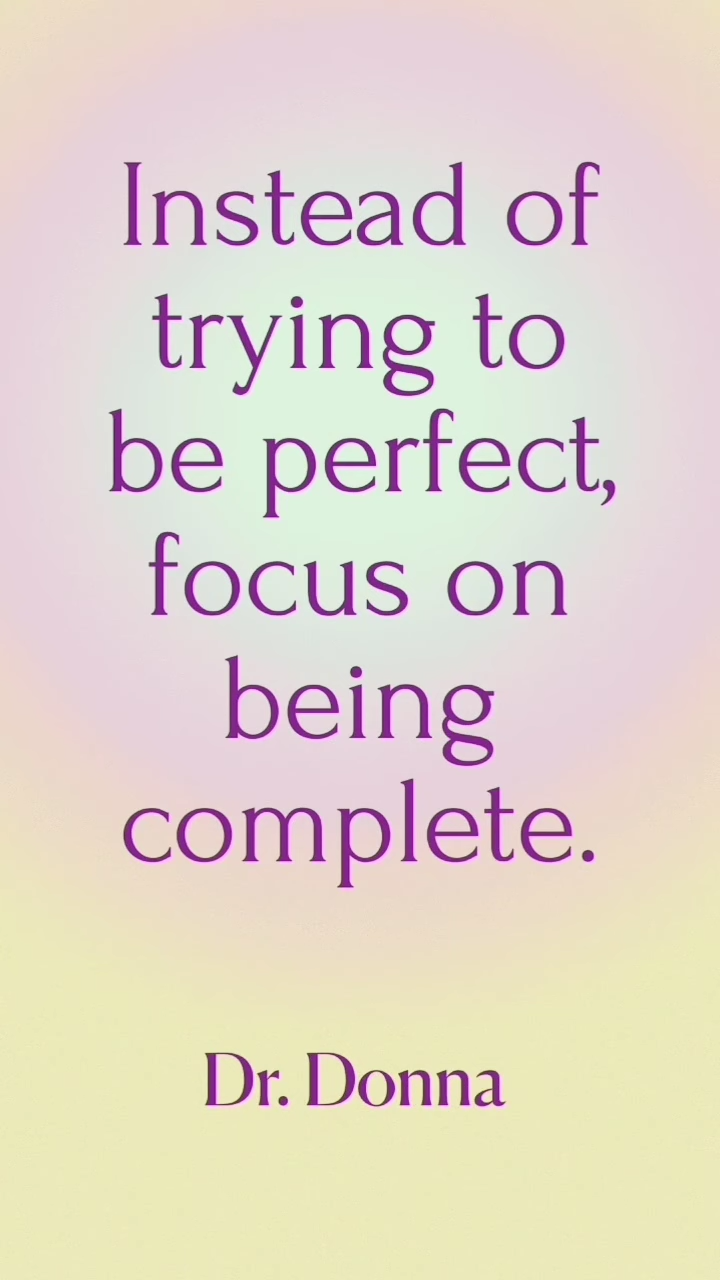 Instead of
trying to
be perfect,
focus on
being
complete.
Dr. Donna